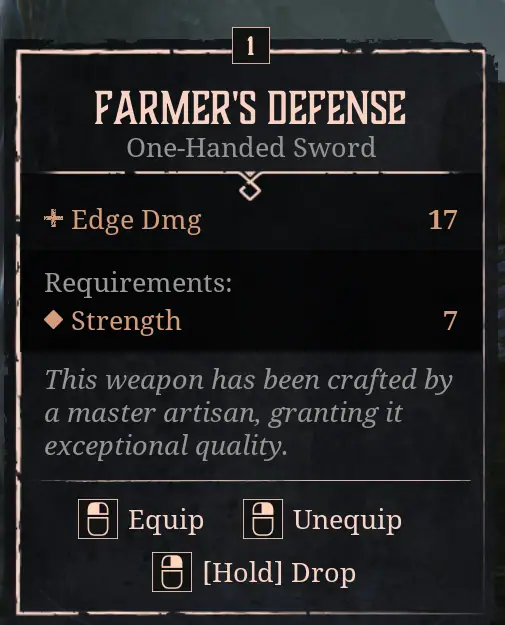 1
FARMER'S DEFENSE
One-Handed Sword
Edge Dmg 17
Requirements:
Strength 7
This weapon has been crafted by
a master artisan, granting it
exceptional quality.
Equip Unequip
[Hold] Drop